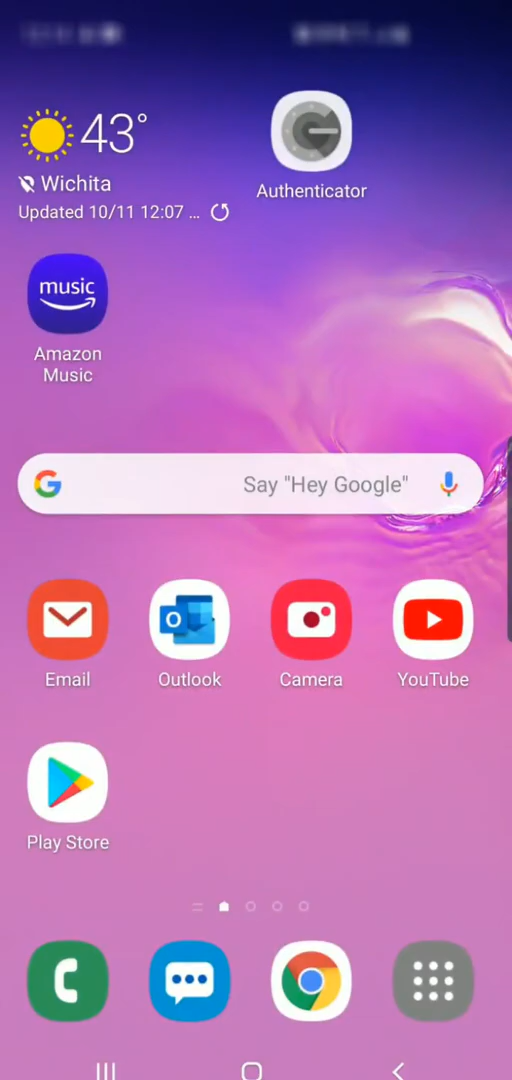 43°
Authenticator
Wichita
Updated 10/11 12:07 ...
music
Amazon
Music
Say "Hey Google"
Email
Outlook
Camera
YouTube
Play Store